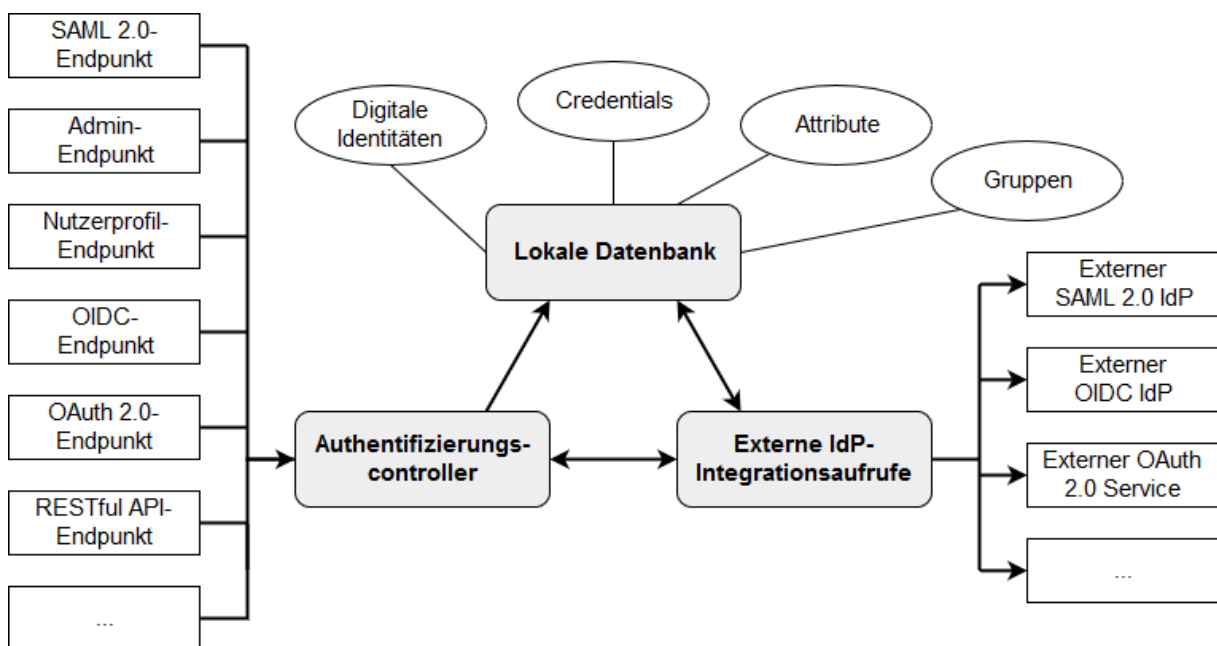 SAML 2.0-
Endpunkt
Admin-
Endpunkt
Nutzerprofil-
Endpunkt
OIDC-
Endpunkt
OAuth 2.0-
Endpunkt
RESTful API-
Endpunkt
...
Digitale
Identitäten
Credentials
Attribute
Gruppen
Lokale Datenbank
Authentifizierungs-
controller
Externe IdP-
Integrationsaufrufe
Externer
SAML 2.0 IdP
Externer
OIDC IdP
Externer OAuth
2.0 Service
...